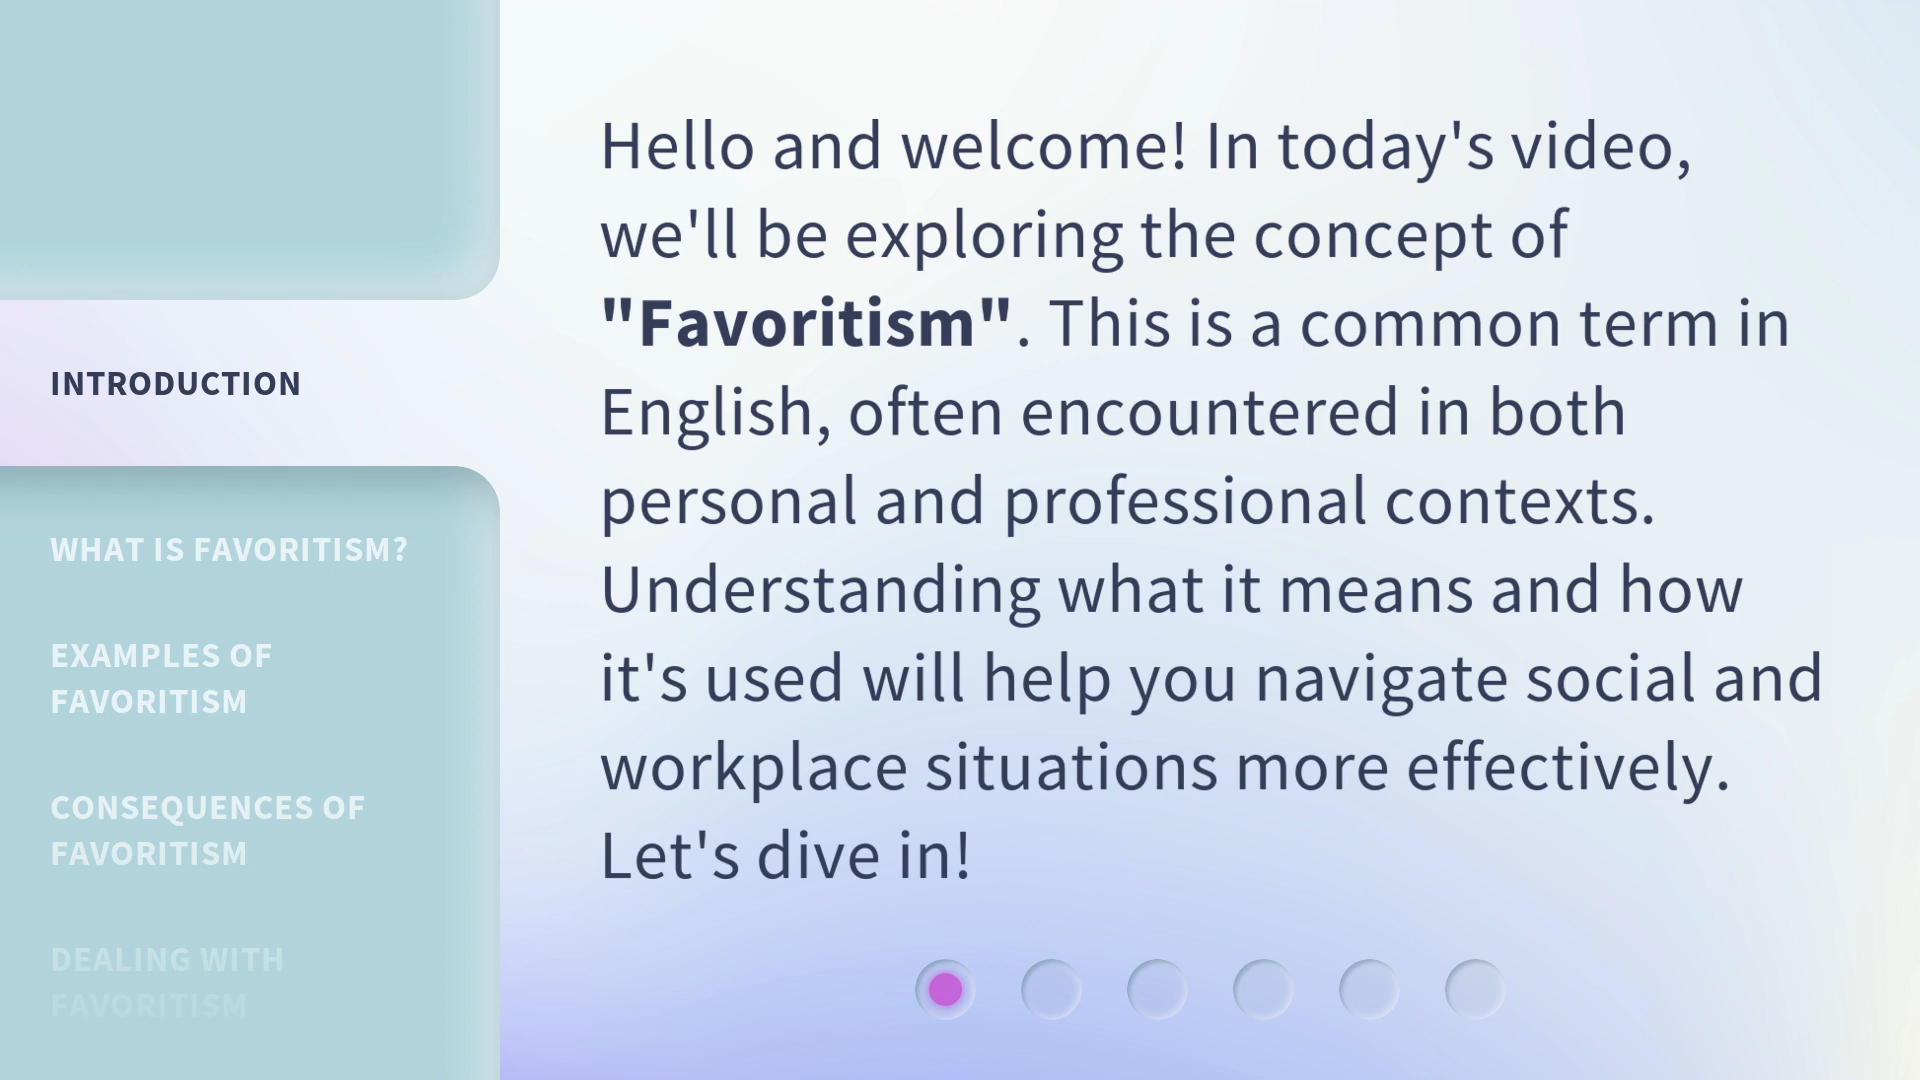 INTRODUCTION
WHAT IS FAVORITISM?
EXAMPLES OF
FAVORITISM
CONSEQUENCES OF
FAVORITISM
DEALING WITH
FAVORITISM
Hello and welcome! In today's video,
we'll be exploring the concept of
"Favoritism". This is a common term in
English, often encountered in both
personal and professional contexts.
Understanding what it means and how
it's used will help you navigate social and
workplace situations more effectively.
Let's dive in!